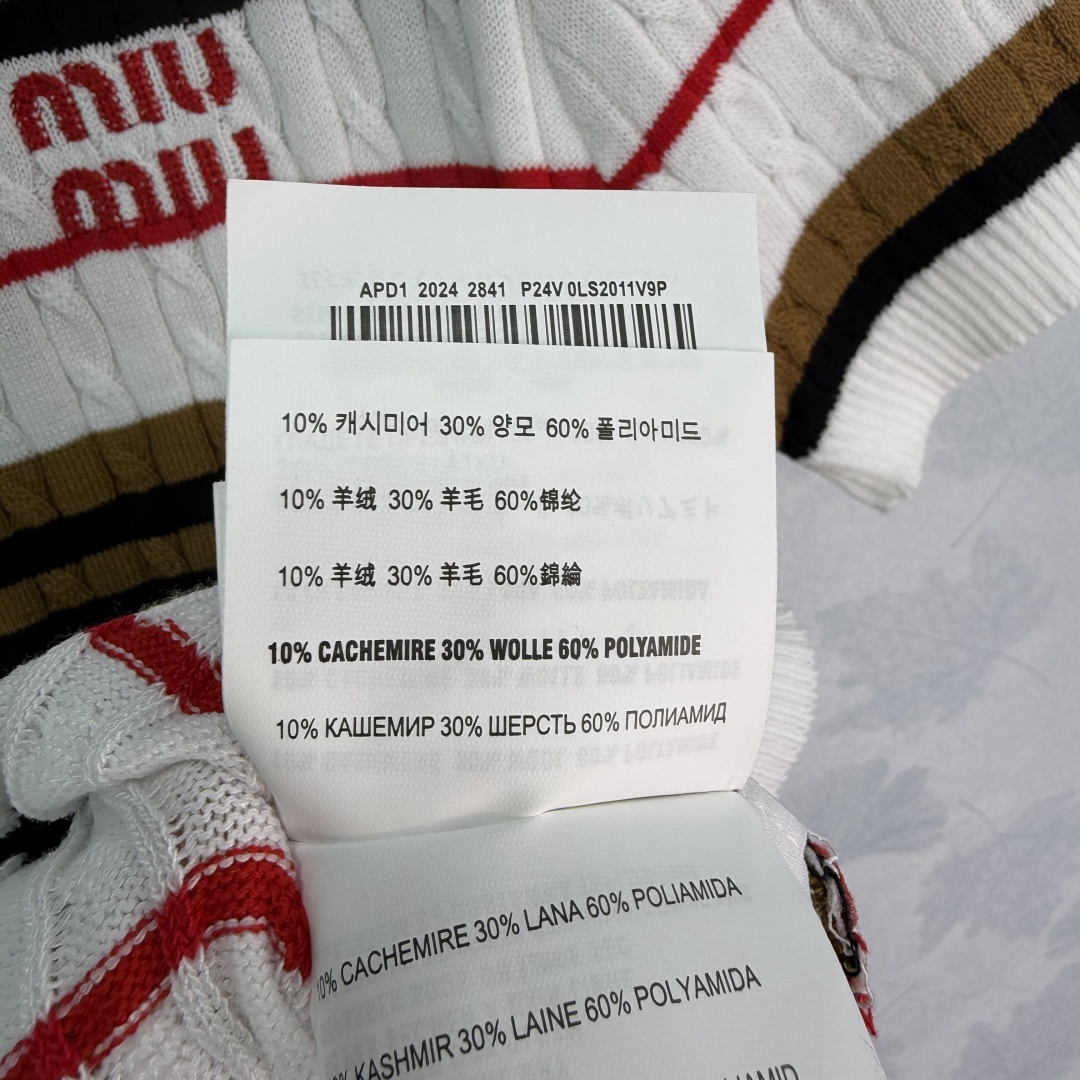 MIU
MIU
APD1 2024 2841 P24V 0LS2011V9P
10% 캐시미어 30% 양모 60% 폴리아미드
10% 羊绒 30% 羊毛 60%锦纶
10% 羊绒 30% 羊毛 60%錦綸
10% CACHEMIRE 30% WOLLE 60% POLYAMIDE
10% КАШЕМИР 30% ШЕРСТЬ 60% ПОЛИАМИД
10% CACHEMIRE 30% LANA 60% POLIAMIDA
KASHMIR 30% LAINE 60% POLYAMIDA